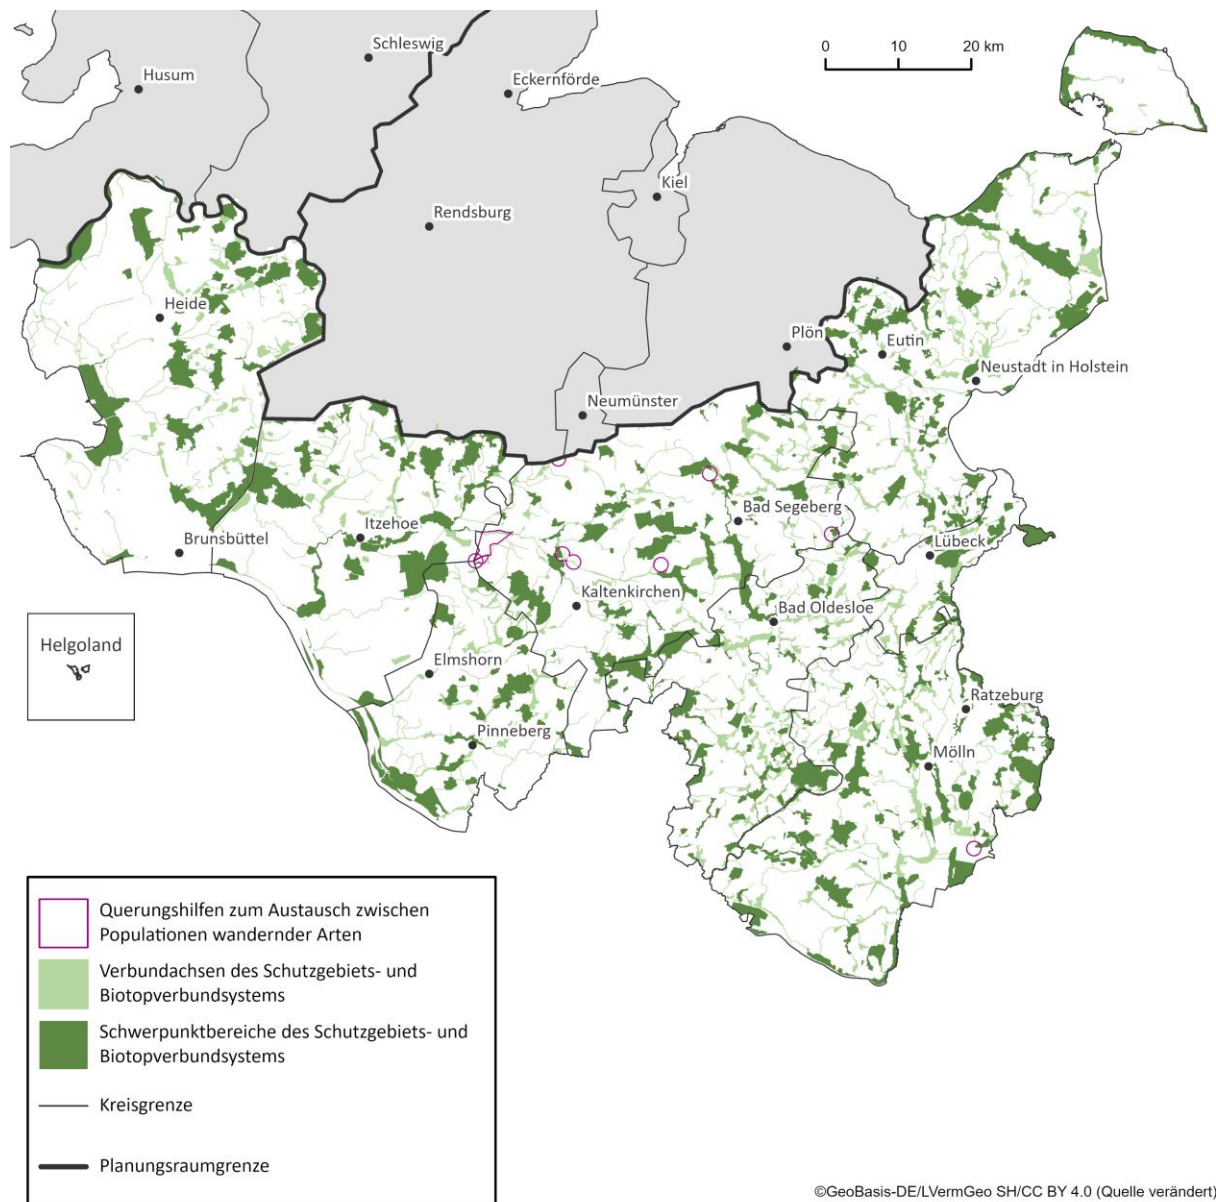 Schleswig
Husum
Eckernförde
0 10 20 km
Kiel
Rendsburg
Heide
Plön
Eutin
Neustadt in Holstein
Neumünster
Bad Segeberg
Itzehoe
Brunsbüttel
Lübeck
Kaltenkirchen
Bad Oldesloe
Helgoland
Elmshorn
Ratzeburg
Pinneberg
Mölln
Querungshilfen zum Austausch zwischen
Populationen wandernder Arten
Verbundachsen des Schutzgebiets- und
Biotopverbundsystems
Schwerpunktbereiche des Schutzgebiets- und
Biotopverbundsystems
Kreisgrenze
Planungsraumgrenze
©GeoBasis-DE/LVermGeo SH/CC BY 4.0 (Quelle verändert)